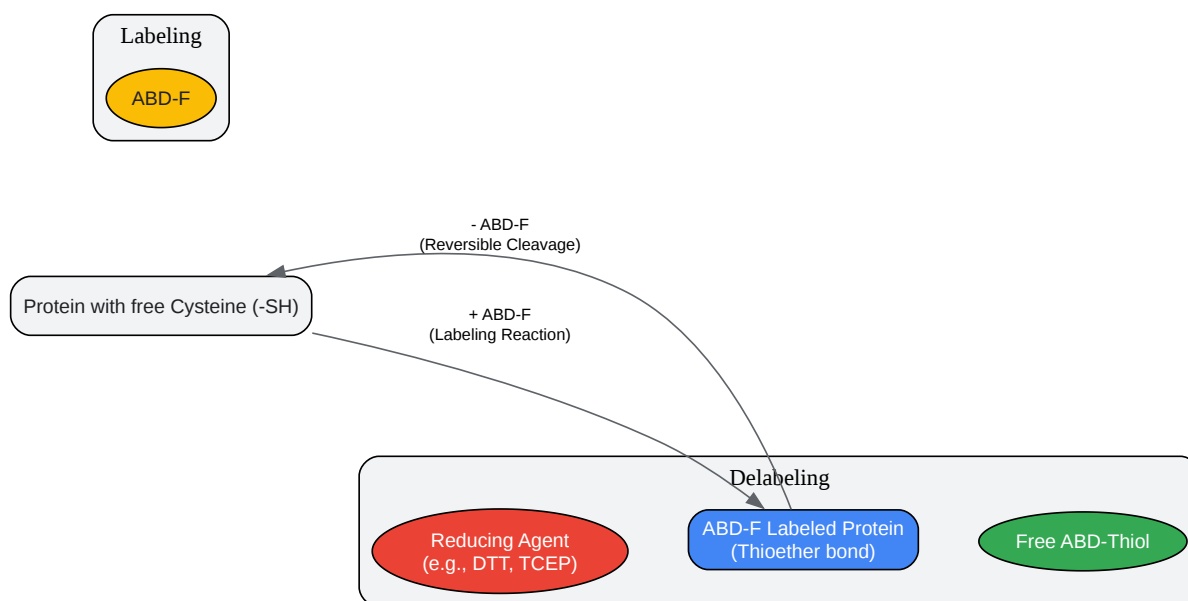 Labeling
ABD-F
- ABD-F
(Reversible Cleavage)
Protein with free Cysteine (-SH)
+ ABD-F
(Labeling Reaction)
Delabeling
Reducing Agent
(e.g., DTT, TCEP)
ABD-F Labeled Protein
(Thioether bond)
Free ABD-Thiol